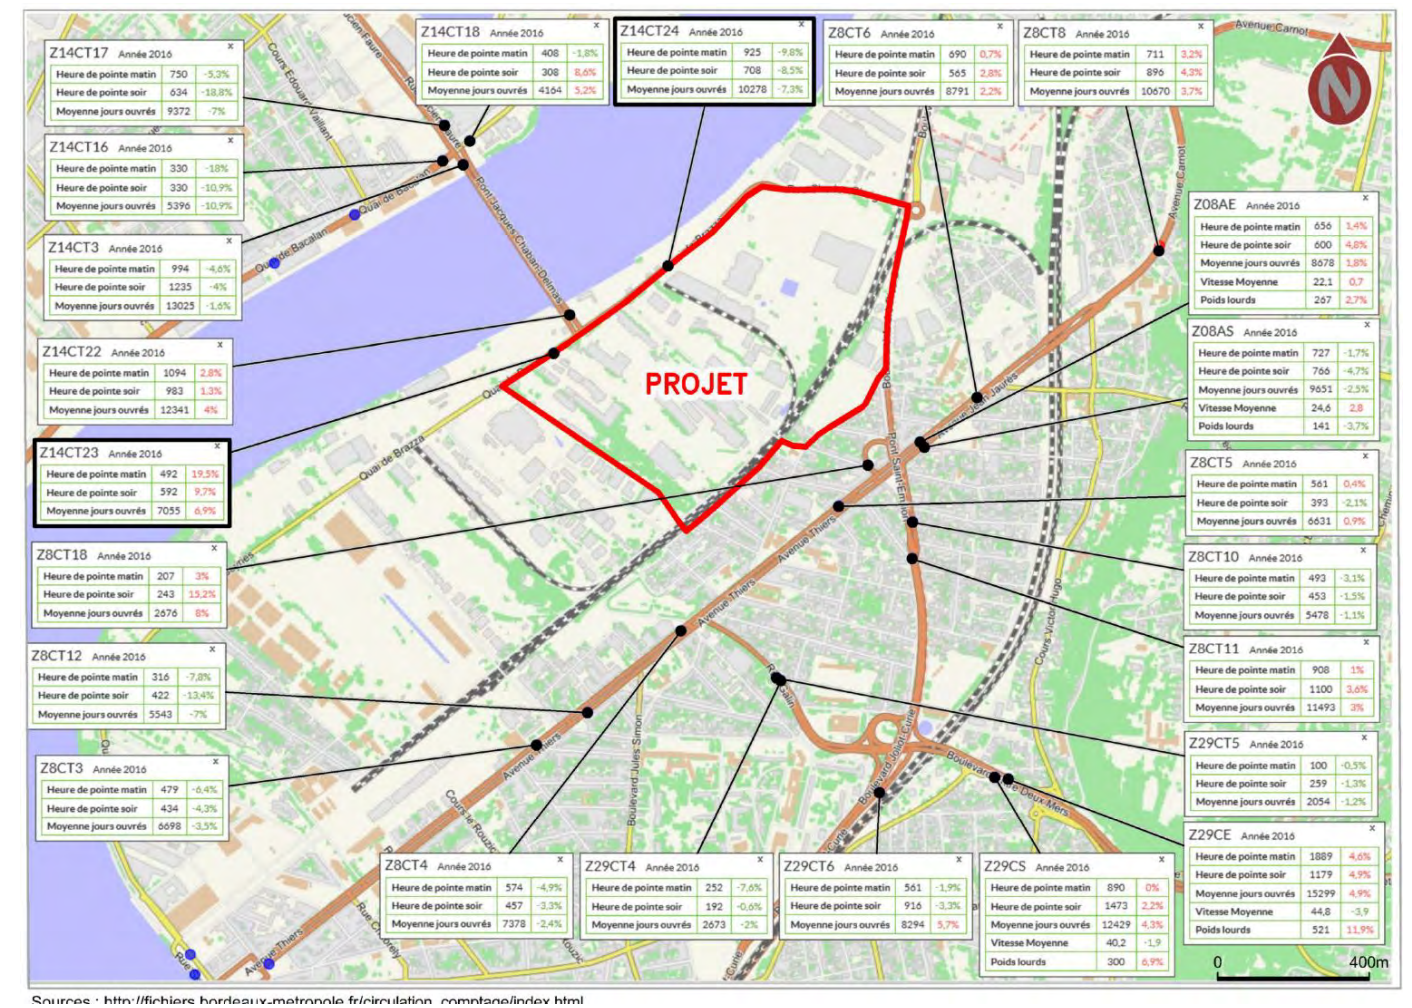 Z14CT17 Année 2016 x
Heure de pointe matin 750 -5,3%
Heure de pointe soir 634 -18,8%
Moyenne jours ouvrés 9372 -7%
Z14CT18 Année 2016 x
Heure de pointe matin 408 -1,8%
Heure de pointe soir 308 8,6%
Moyenne jours ouvrés 4164 5,2%
Z14CT24 Année 2016 x
Heure de pointe matin 925 -9,8%
Heure de pointe soir 708 -8,5%
Moyenne jours ouvrés 10278 -7,3%
Z8CT6 Année 2016 x
Heure de pointe matin 690 0,7%
Heure de pointe soir 565 2,8%
Moyenne jours ouvrés 8791 2,2%
Z8CT8 Année 2016 x
Heure de pointe matin 711 3,2%
Heure de pointe soir 896 4,3%
Moyenne jours ouvrés 10670 3,7%
Avenue Carnot
N
Z14CT16 Année 2016 x
Heure de pointe matin 330 -18%
Heure de pointe soir 330 -10,9%
Moyenne jours ouvrés 5396 -10,9%
Z14CT3 Année 2016 x
Heure de pointe matin 994 -4,6%
Heure de pointe soir 1235 -4%
Moyenne jours ouvrés 13025 -1,6%
Z14CT22 Année 2016 x
Heure de pointe matin 1094 2,8%
Heure de pointe soir 983 1,3%
Moyenne jours ouvrés 12341 4%
Z14CT23 Année 2016 x
Heure de pointe matin 492 19,5%
Heure de pointe soir 592 9,7%
Moyenne jours ouvrés 7055 6,9%
Z8CT18 Année 2016 x
Heure de pointe matin 207 3%
Heure de pointe soir 243 15,2%
Moyenne jours ouvrés 2676 8%
Z8CT12 Année 2016 x
Heure de pointe matin 316 -7,8%
Heure de pointe soir 422 -13,4%
Moyenne jours ouvrés 5543 -7%
Z8CT3 Année 2016 x
Heure de pointe matin 479 -6,4%
Heure de pointe soir 434 -4,3%
Moyenne jours ouvrés 6698 -3,5%
Cours Edouard Vaillant
Quai de Bacalan
Quai de Bacalan
Pont Jacques Chaban-Delmas
PROJET
Quai de Brazza
Avenue Carnot
Avenue Jean Jaurès
Pont Saint-Emilion
Avenue Thiers
Avenue Thiers
Avenue Thiers
Avenue Thiers
Cours Victor Hugo
Boulevard Jules Simon
Boulevard Joliot-Curie
Cours le Rouzic
Z08AE Année 2016 x
Heure de pointe matin 656 1,4%
Heure de pointe soir 600 4,8%
Moyenne jours ouvrés 8678 1,8%
Vitesse Moyenne 22,1 0,7
Poids lourds 267 2,7%
Z08AS Année 2016 x
Heure de pointe matin 727 -1,7%
Heure de pointe soir 766 -4,7%
Moyenne jours ouvrés 9651 -2,5%
Vitesse Moyenne 24,6 2,8
Poids lourds 141 -3,7%
Z8CT5 Année 2016 x
Heure de pointe matin 561 0,4%
Heure de pointe soir 393 -2,1%
Moyenne jours ouvrés 6631 0,9%
Z8CT10 Année 2016 x
Heure de pointe matin 493 -3,1%
Heure de pointe soir 453 -1,5%
Moyenne jours ouvrés 5478 -1,1%
Z8CT11 Année 2016 x
Heure de pointe matin 908 1%
Heure de pointe soir 1100 3,6%
Moyenne jours ouvrés 11493 3%
Z29CT5 Année 2016 x
Heure de pointe matin 100 -0,5%
Heure de pointe soir 259 -1,3%
Moyenne jours ouvrés 2054 -1,2%
Z29CE Année 2016 x
Heure de pointe matin 1889 4,6%
Heure de pointe soir 1179 4,9%
Moyenne jours ouvrés 15299 4,9%
Vitesse Moyenne 44,8 -3,9
Poids lourds 521 11,9%
Z8CT4 Année 2016 x
Heure de pointe matin 574 -4,9%
Heure de pointe soir 457 -3,3%
Moyenne jours ouvrés 7378 -2,4%
Z29CT4 Année 2016 x
Heure de pointe matin 252 -7,6%
Heure de pointe soir 192 -0,6%
Moyenne jours ouvrés 2673 -2%
Z29CT6 Année 2016 x
Heure de pointe matin 561 -1,9%
Heure de pointe soir 916 -3,3%
Moyenne jours ouvrés 8294 5,7%
Z29CS Année 2016 x
Heure de pointe matin 890 0%
Heure de pointe soir 1473 2,2%
Moyenne jours ouvrés 12429 4,3%
Vitesse Moyenne 40,2 -1,9
Poids lourds 300 6,9%
0 400m
Sources : http://fichiers.bordeaux-metropole.fr/circulation_comptage/index.html